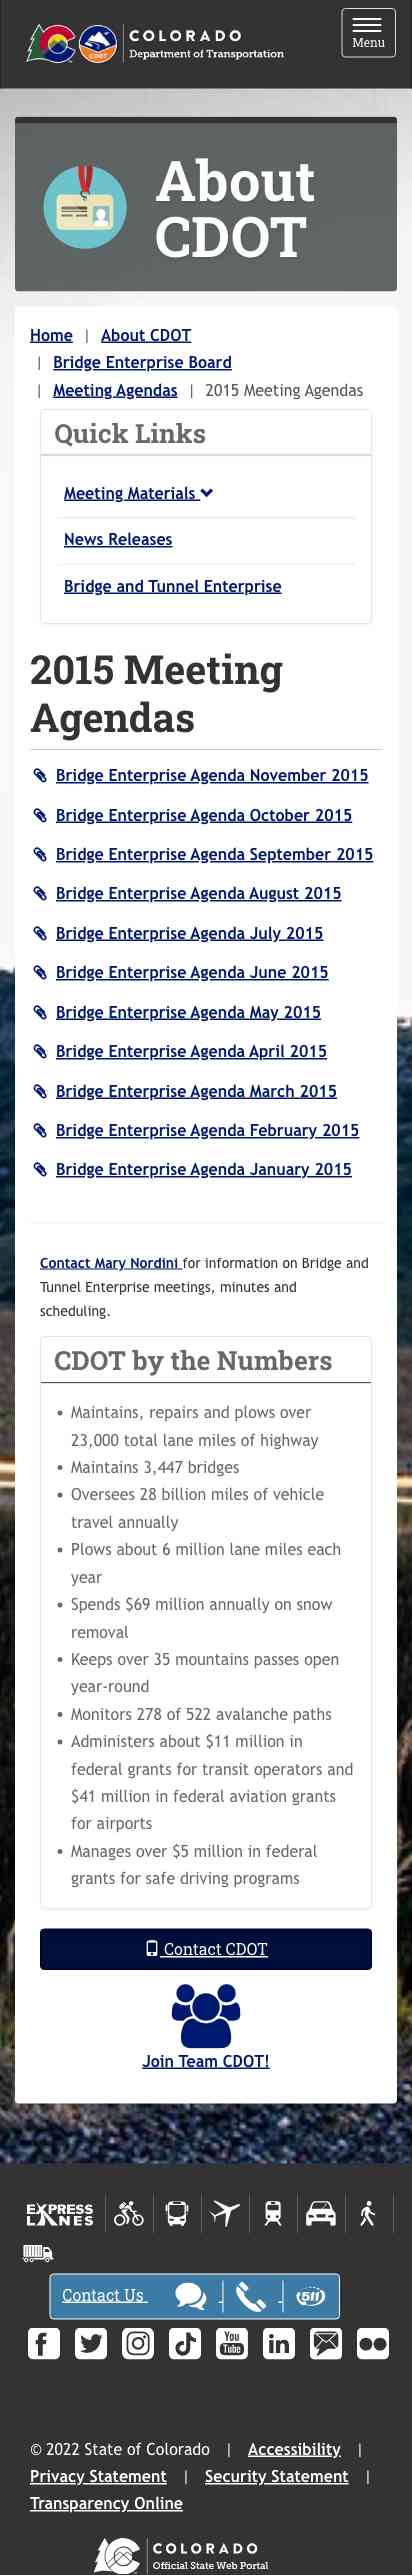 COLORADO
Department of Transportation
CDOT
Menu
About
CDOT
Home | About CDOT
| Bridge Enterprise Board
| Meeting Agendas | 2015 Meeting Agendas
Quick Links
Meeting Materials
News Releases
Bridge and Tunnel Enterprise
2015 Meeting
Agendas
Bridge Enterprise Agenda November 2015
Bridge Enterprise Agenda October 2015
Bridge Enterprise Agenda September 2015
Bridge Enterprise Agenda August 2015
Bridge Enterprise Agenda July 2015
Bridge Enterprise Agenda June 2015
Bridge Enterprise Agenda May 2015
Bridge Enterprise Agenda April 2015
Bridge Enterprise Agenda March 2015
Bridge Enterprise Agenda February 2015
Bridge Enterprise Agenda January 2015
Contact Mary Nordini for information on Bridge and
Tunnel Enterprise meetings, minutes and
scheduling.
CDOT by the Numbers
• Maintains, repairs and plows over
23,000 total lane miles of highway
• Maintains 3,447 bridges
• Oversees 28 billion miles of vehicle
travel annually
• Plows about 6 million lane miles each
year
• Spends $69 million annually on snow
removal
• Keeps over 35 mountains passes open
year-round
• Monitors 278 of 522 avalanche paths
• Administers about $11 million in
federal grants for transit operators and
$41 million in federal aviation grants
for airports
• Manages over $5 million in federal
grants for safe driving programs
Contact CDOT
Join Team CDOT!
EXPRESS
LANES
Contact Us 511
You
Tube
in
© 2022 State of Colorado | Accessibility |
Privacy Statement | Security Statement |
Transparency Online
COLORADO
Official State Web Portal